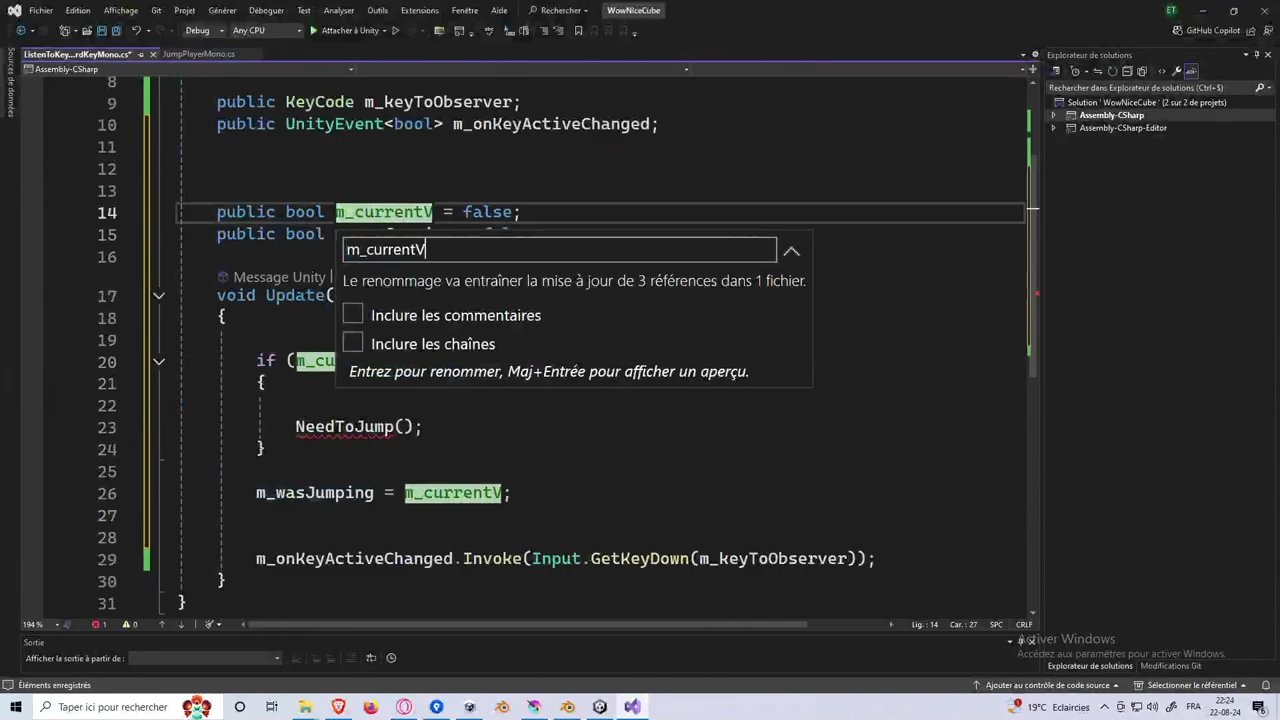 Fichier Edition Affichage Git Projet Générer Déboguer Test Analyser Outils Extensions Fenêtre Aide Rechercher WowNiceCube ET
Debug Any CPU Attacher à Unity GitHub Copilot
ListenToKey...rdKeyMono.cs* JumpPlayerMono.cs Explorateur de solutions
Assembly-CSharp
Sources de données
Rechercher dans Explorateur de solutions (Ctrl+$)
Solution 'WowNiceCube' (2 sur 2 de projets)
Assembly-CSharp
Assembly-CSharp-Editor
8
9 public KeyCode m_keyToObserver;
10 public UnityEvent<bool> m_onKeyActiveChanged;
11
12
13
14 public bool m_currentV = false;
15 public bool
m_currentV
16
Le renommage va entraîner la mise à jour de 3 références dans 1 fichier.
Message Unity |
17 void Update(
Inclure les commentaires
18 {
19
Inclure les chaînes
20 if (m_cu
Entrez pour renommer, Maj+Entrée pour afficher un aperçu.
21 {
22
23 NeedToJump();
24 }
25
26 m_wasJumping = m_currentV;
27
28
29 m_onKeyActiveChanged.Invoke(Input.GetKeyDown(m_keyToObserver));
30 }
31 }
194 % 1 0 Lig : 14 Car. : 27 SPC CRLF
Sortie
Afficher la sortie à partir de :
Activer Windows
Accédez aux paramètres pour activer Windows.
Explorateur de solutions Modifications Git
Éléments enregistrés Ajouter au contrôle de code source Sélectionner le référentiel
Taper ici pour rechercher 19°C Eclaircies FRA 22:24
22-08-24 6